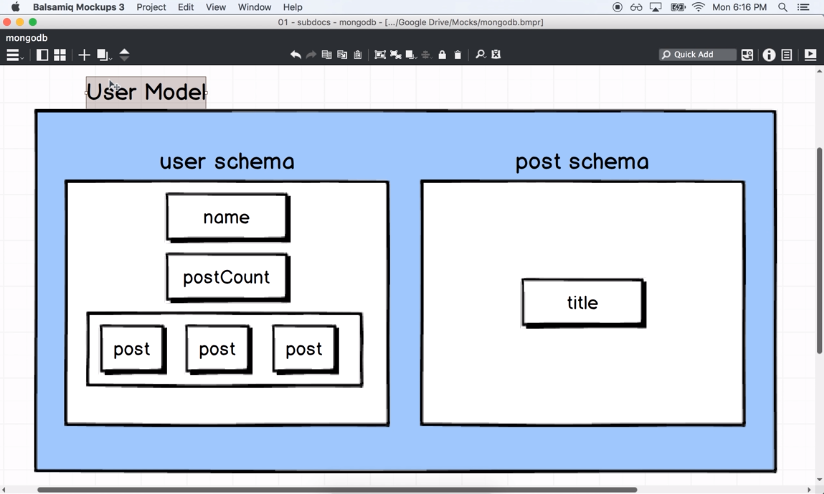 Balsamiq Mockups 3 Project Edit View Window Help Mon 6:16 PM
01 - subdocs - mongodb - [.../Google Drive/Mocks/mongodb.bmpr]
mongodb
Quick Add
User Model
user schema
post schema
name
postCount
title
post post post